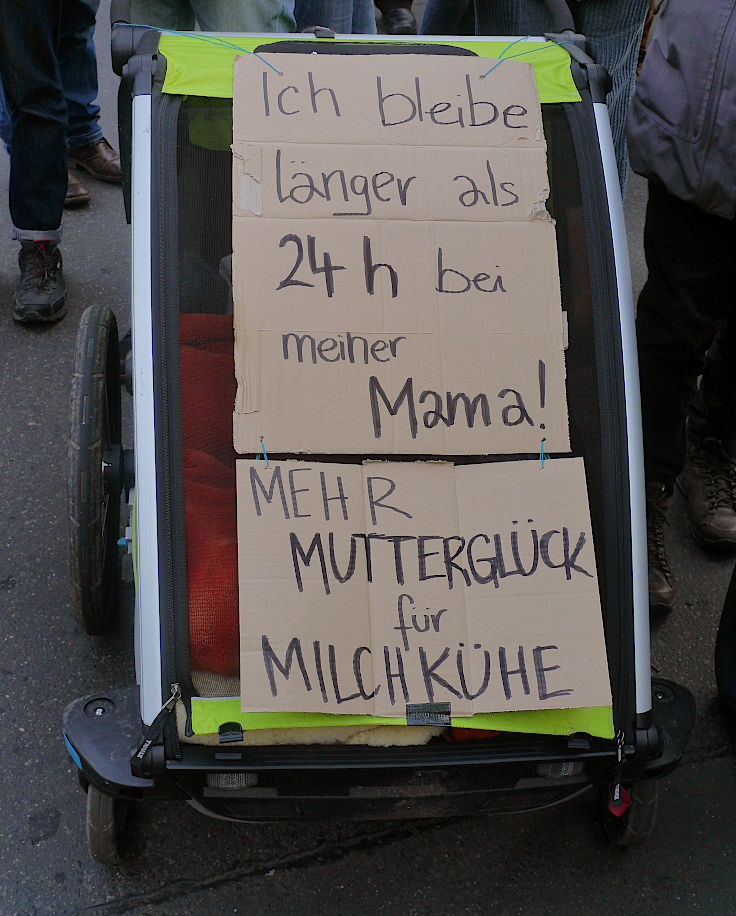 Ich bleibe
länger als
24 h bei
meiner
Mama!
MEHR
MUTTERGLÜCK
für
MILCHKÜHE